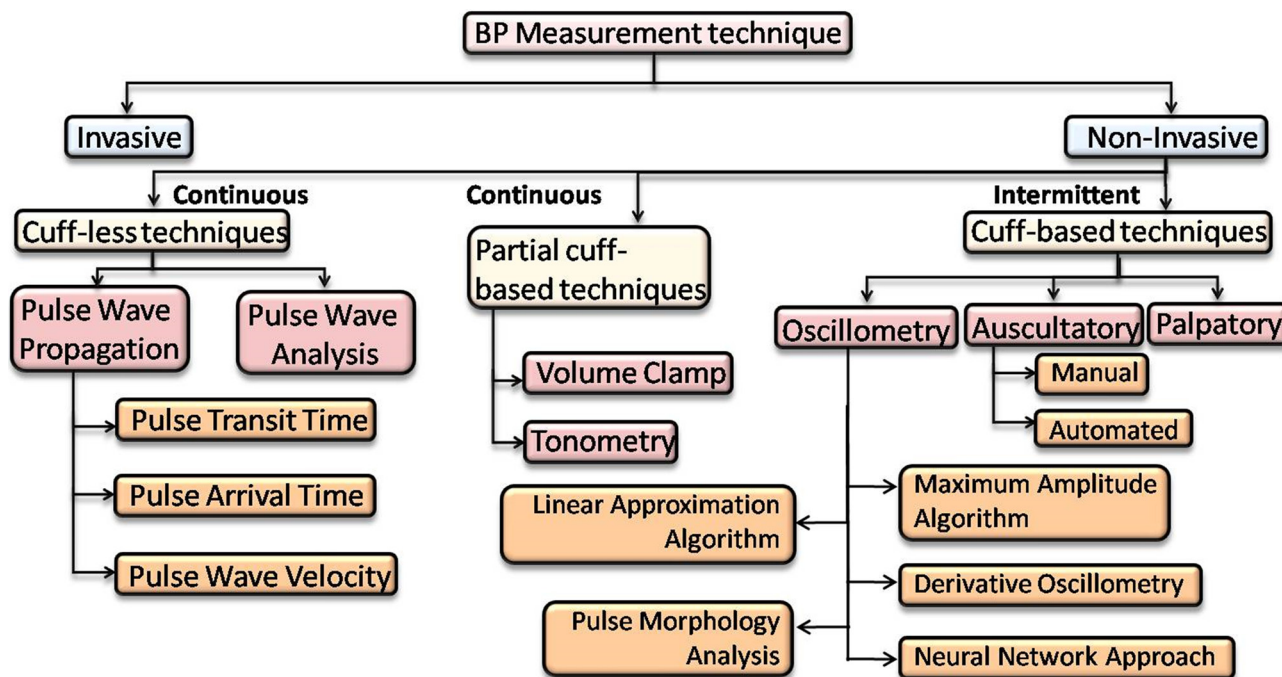 BP Measurement technique
Invasive
Non-Invasive
Continuous
Continuous
Intermittent
Cuff-less techniques
Partial cuff-
based techniques
Cuff-based techniques
Pulse Wave
Propagation
Pulse Wave
Analysis
Oscillometry
Auscultatory
Palpatory
Volume Clamp
Manual
Pulse Transit Time
Tonometry
Automated
Pulse Arrival Time
Linear Approximation
Algorithm
Maximum Amplitude
Algorithm
Pulse Wave Velocity
Derivative Oscillometry
Pulse Morphology
Analysis
Neural Network Approach